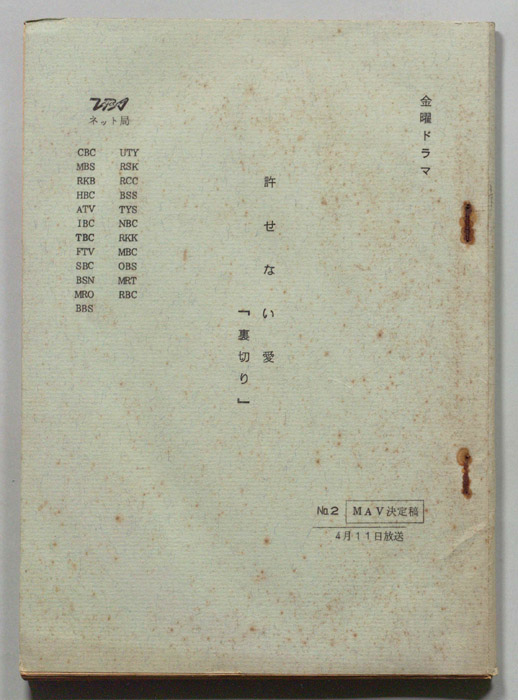 金曜ドラマ
許せない愛
「裏切り」
TBS
ネット局
CBC UTY
MBS RSK
RKB RCC
HBC BSS
ATV TYS
IBC NBC
TBC RKK
FTV MBC
SBC OBS
BSN MRT
MRO RBC
BBS
No.2 MAV決定稿
4月11日放送